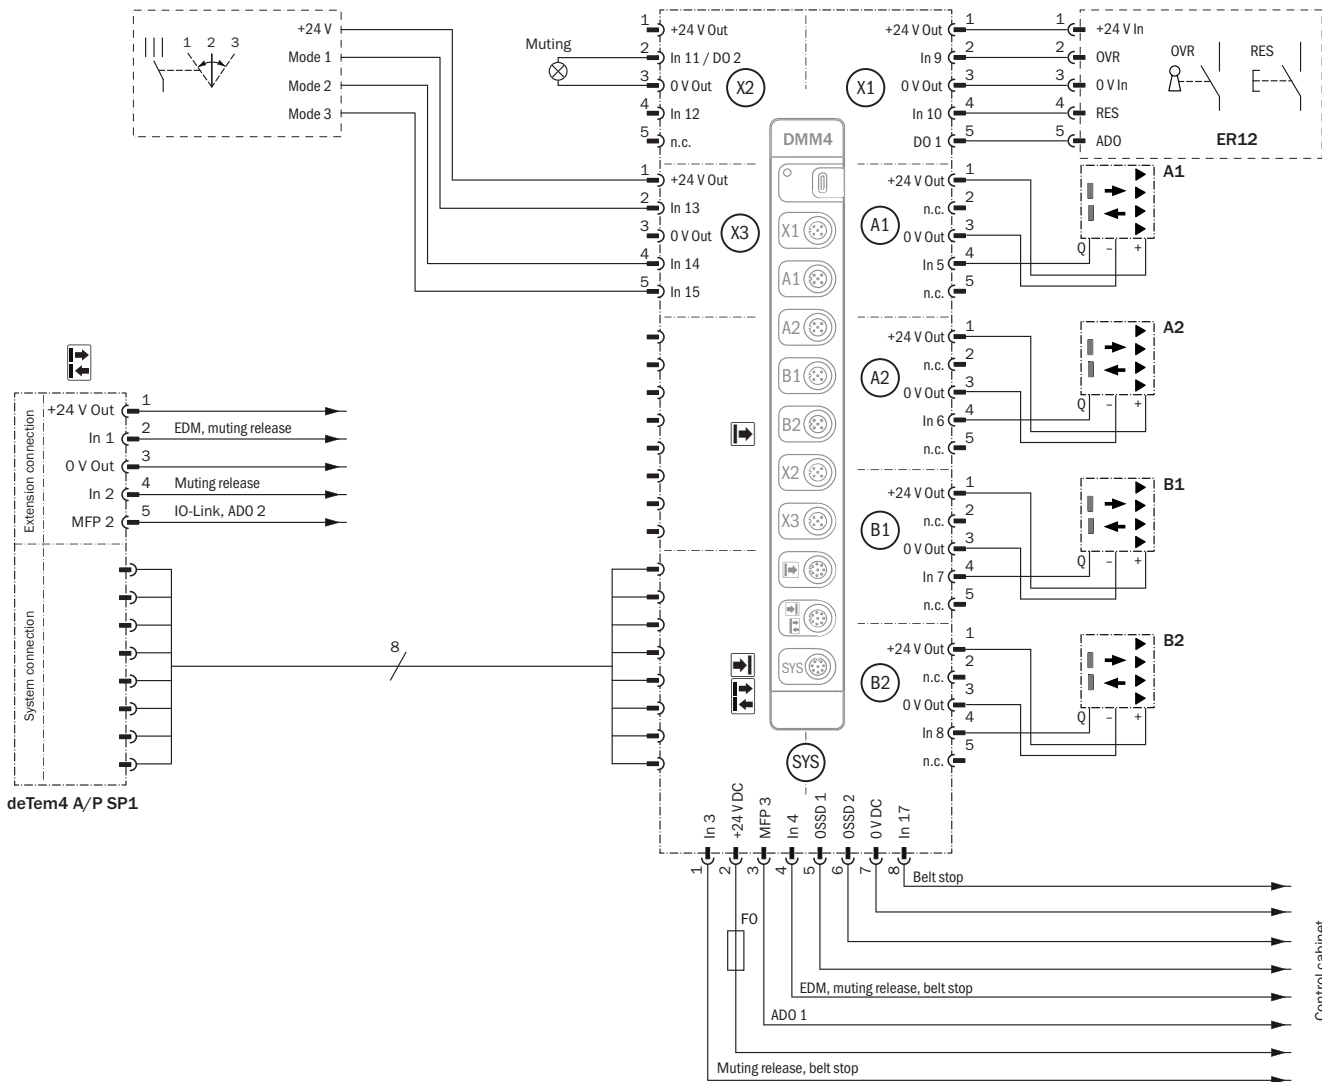 1 2 3
+24 V
Mode 1
Mode 2
Mode 3
Muting
1 +24 V Out
2 In 11 / DO 2
3 0 V Out
4 In 12
5 n.c.
X2
X1
+24 V Out 1
In 9 2
0 V Out 3
In 10 4
DO 1 5
1 +24 V In
2 OVR
3 0 V In
4 RES
5 ADO
OVR
RES
ER12
1 +24 V Out
2 In 13
3 0 V Out
4 In 14
5 In 15
X3
DMM4
X1
A1
A2
B1
B2
X2
X3
SYS
A1
+24 V Out 1
n.c. 2
0 V Out 3
In 5 4
n.c. 5
A1
Q – +
A2
+24 V Out 1
n.c. 2
0 V Out 3
In 6 4
n.c. 5
A2
Q – +
B1
+24 V Out 1
n.c. 2
0 V Out 3
In 7 4
n.c. 5
B1
Q – +
B2
+24 V Out 1
n.c. 2
0 V Out 3
In 8 4
n.c. 5
B2
Q – +
Extension connection
+24 V Out 1
In 1 2 EDM, muting release
0 V Out 3
In 2 4 Muting release
MFP 2 5 IO-Link, ADO 2
System connection
deTem4 A/P SP1
8
SYS
In 3
+24 V DC
MFP 3
In 4
OSSD 1
OSSD 2
0 V DC
In 17
1 2 3 4 5 6 7 8
Belt stop
F0
EDM, muting release, belt stop
ADO 1
Muting release, belt stop
Control cabinet